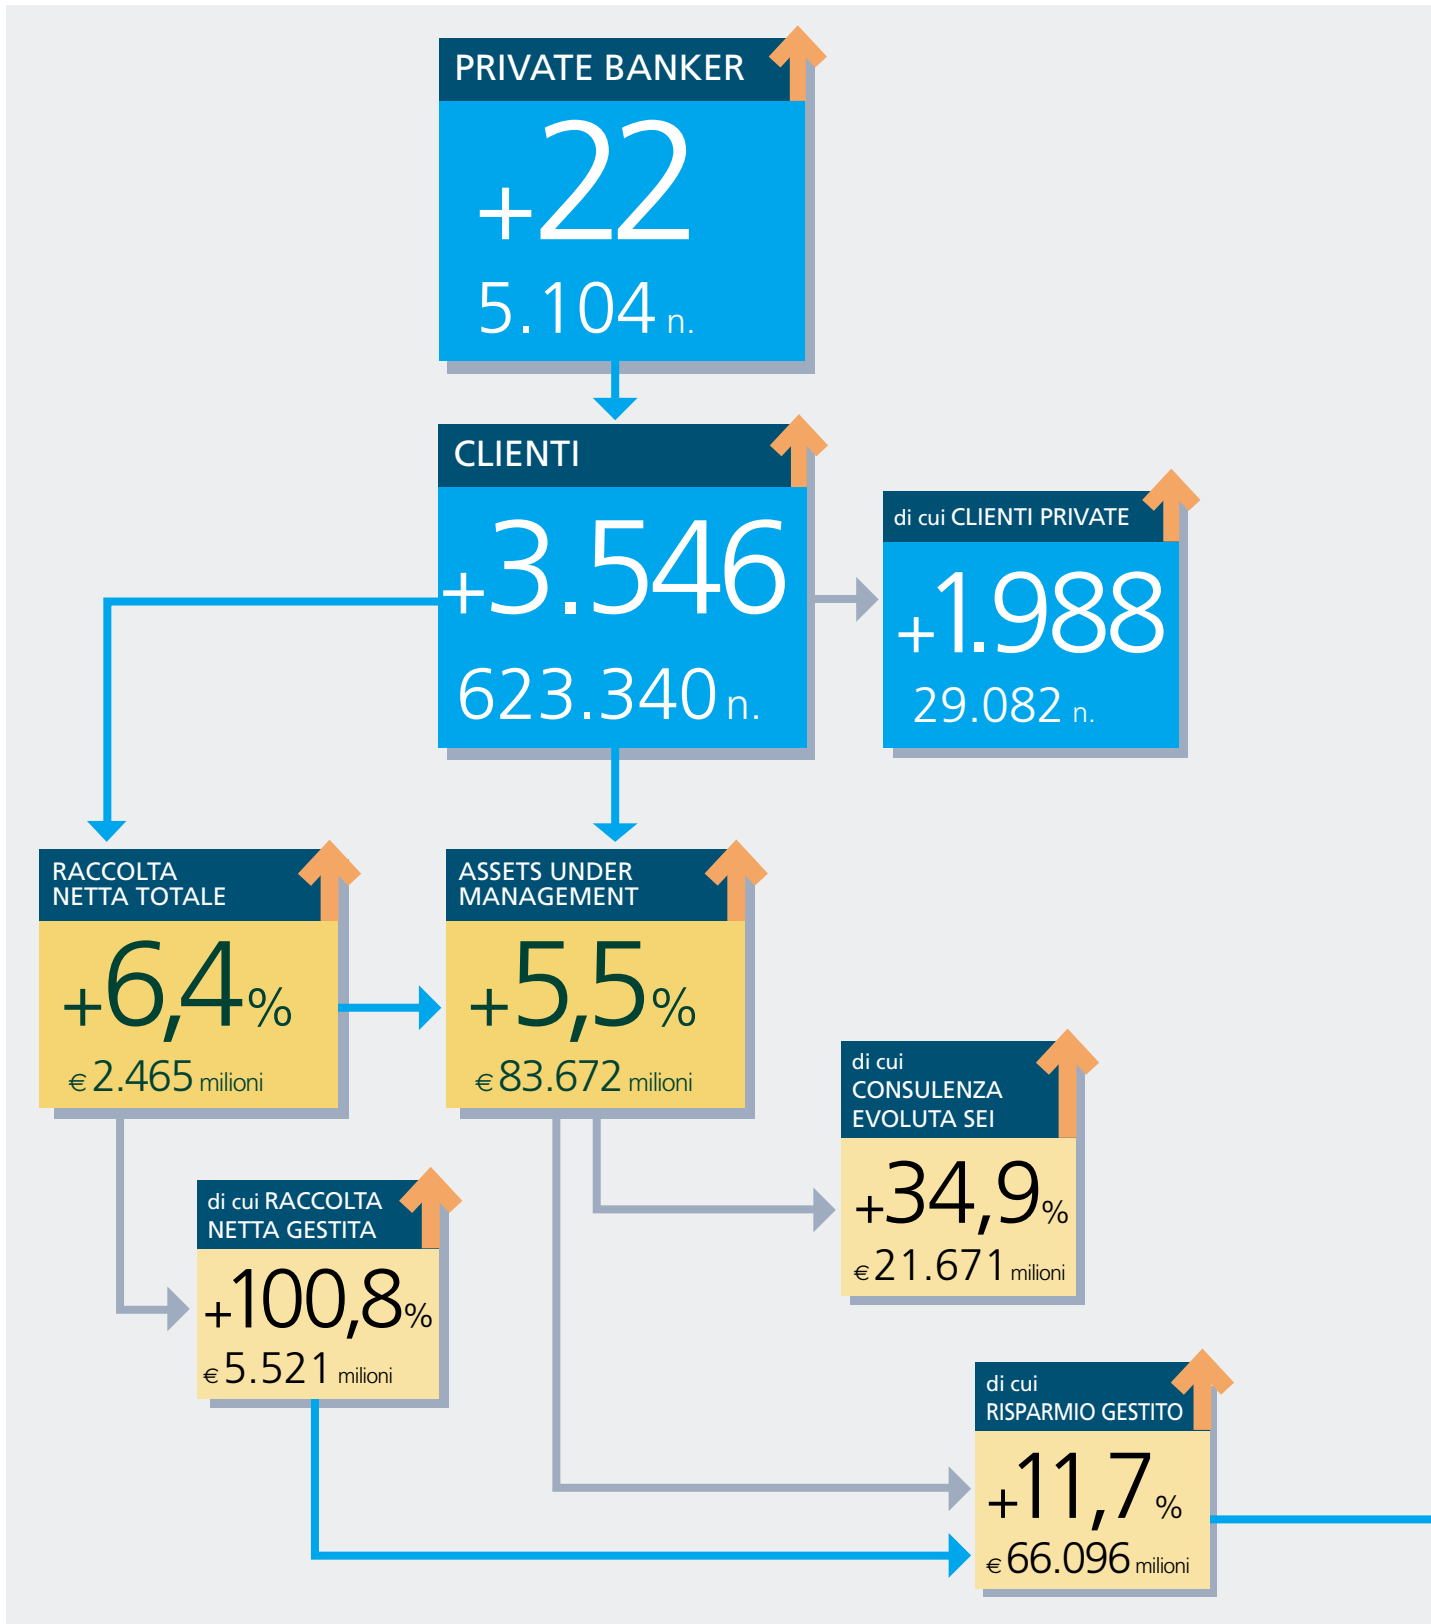 PRIVATE BANKER
+22
5.104 n.
CLIENTI
+3.546
623.340 n.
di cui CLIENTI PRIVATE
+1.988
29.082 n.
RACCOLTA
NETTA TOTALE
+6,4%
€ 2.465 milioni
ASSETS UNDER
MANAGEMENT
+5,5%
€ 83.672 milioni
di cui
CONSULENZA
EVOLUTA SEI
+34,9%
€ 21.671 milioni
di cui RACCOLTA
NETTA GESTITA
+100,8%
€ 5.521 milioni
di cui
RISPARMIO GESTITO
+11,7%
€ 66.096 milioni